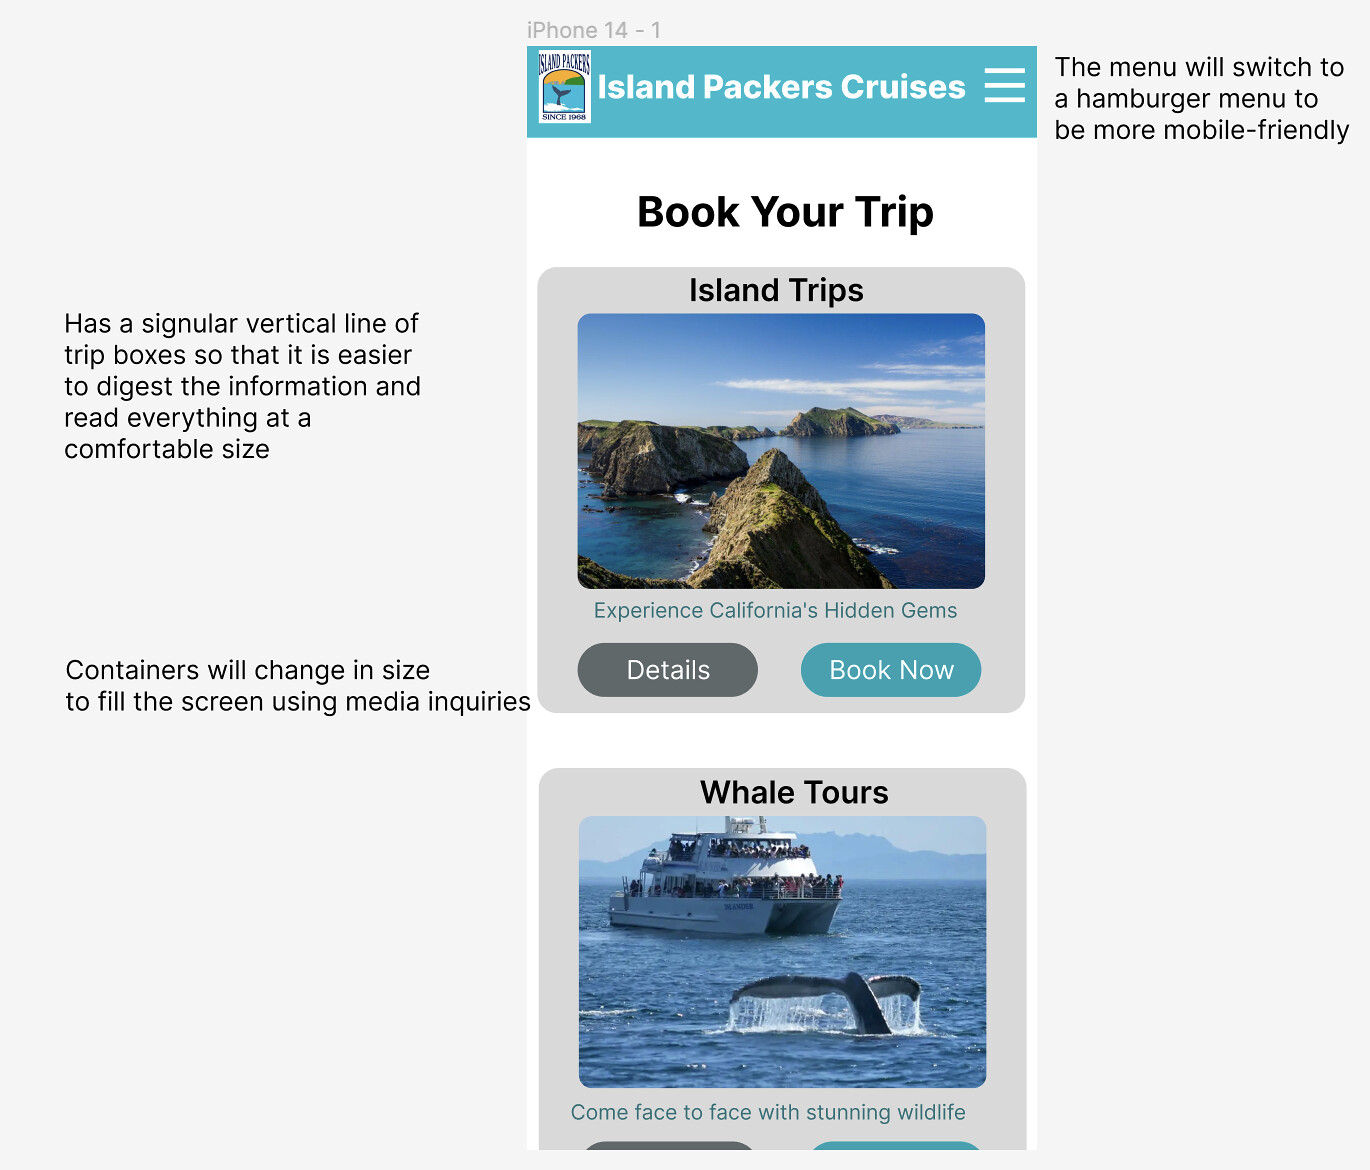 iPhone 14 - 1
ISLAND PACKERS
SINCE 1968
Island Packers Cruises
The menu will switch to
a hamburger menu to
be more mobile-friendly
Book Your Trip
Island Trips
Has a signular vertical line of
trip boxes so that it is easier
to digest the information and
read everything at a
comfortable size
Experience California's Hidden Gems
Containers will change in size
to fill the screen using media inquiries
Details
Book Now
Whale Tours
ISLANDER
Come face to face with stunning wildlife